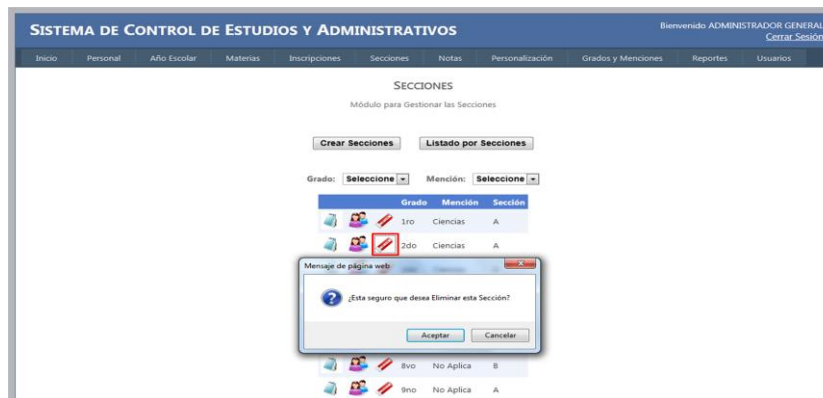 SISTEMA DE CONTROL DE ESTUDIOS Y ADMINISTRATIVOS
Bienvenido ADMINISTRADOR GENERAL
Cerrar Sesión
Inicio Personal Año Escolar Materias Inscripciones Secciones Notas Personalización Grados y Menciones Reportes Usuarios
SECCIONES
Módulo para Gestionar las Secciones
Crear Secciones Listado por Secciones
Grado: Seleccione Mención: Seleccione
Grado Mención Sección
1ro Ciencias A
2do Ciencias A
Mensaje de página web
¿Esta seguro que desea Eliminar esta Sección?
Aceptar Cancelar
8vo No Aplica B
9no No Aplica A